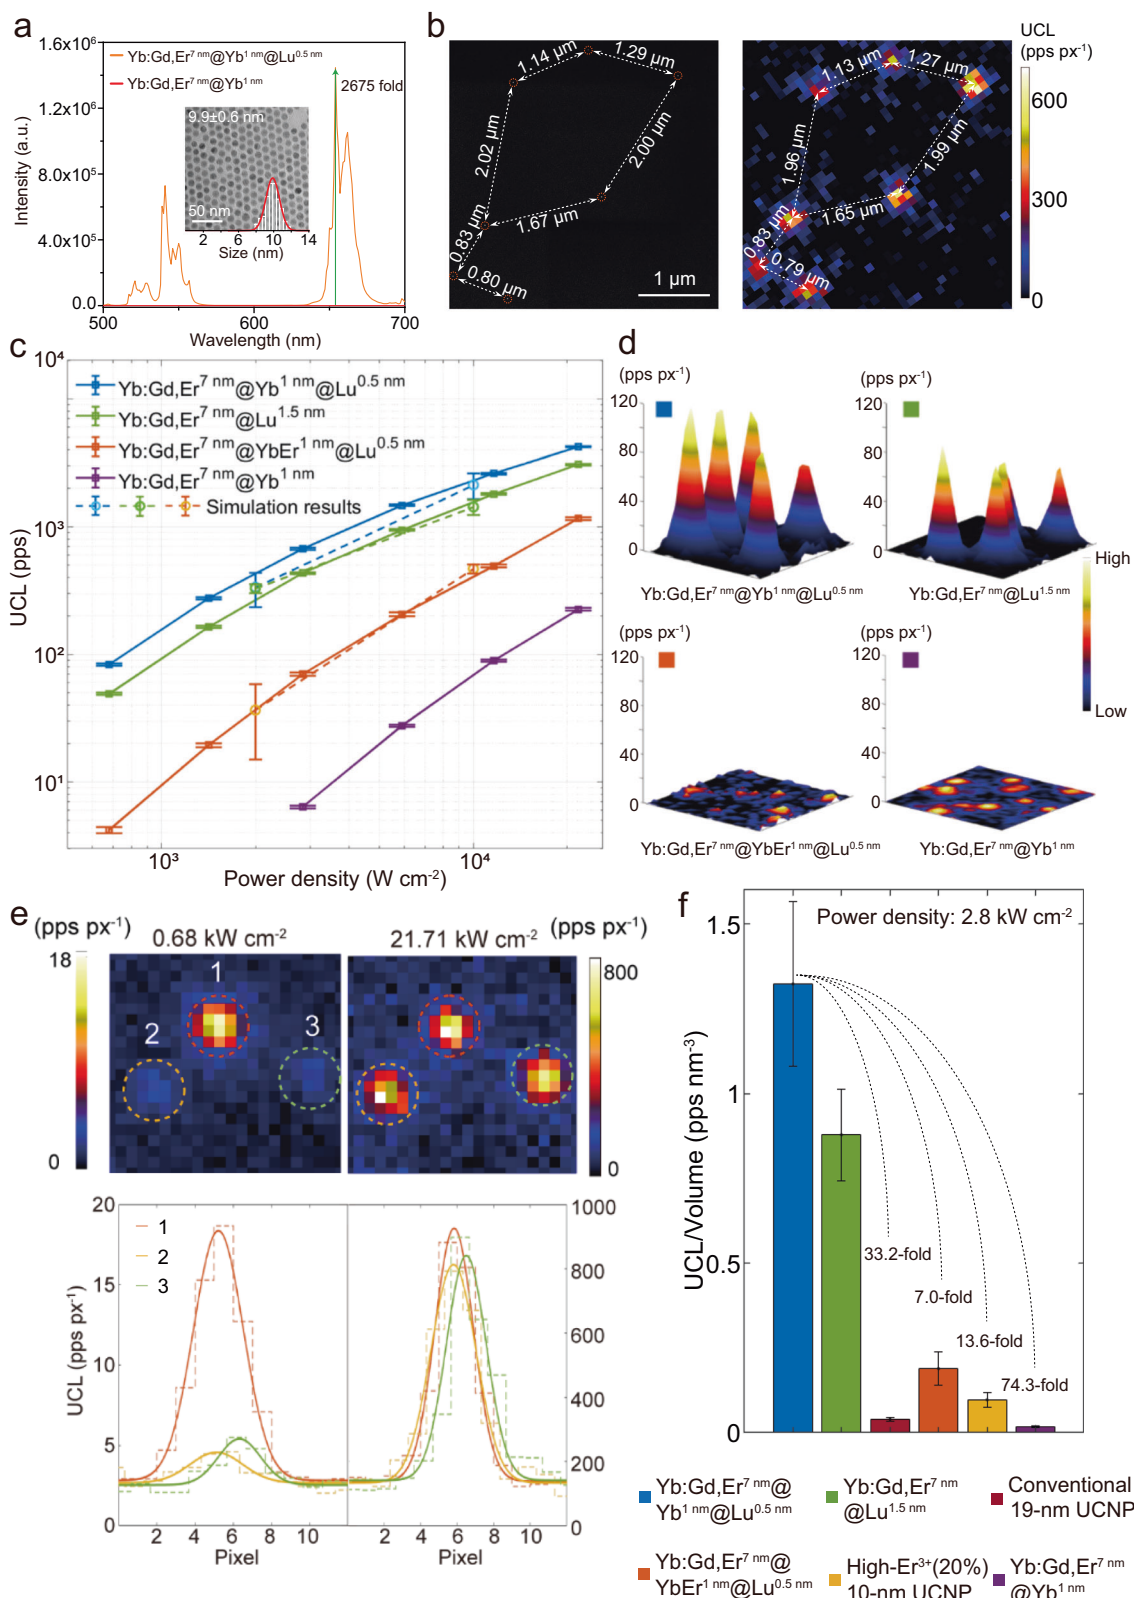 a
1.6x10⁶
1.2x10⁶
8.0x10⁵
4.0x10⁵
0.0
Intensity (a.u.)
Yb:Gd,Er⁷ ⁿᵐ@Yb¹ ⁿᵐ@Lu⁰·⁵ ⁿᵐ
Yb:Gd,Er⁷ ⁿᵐ@Yb¹ ⁿᵐ
2675 fold
9.9±0.6 nm
50 nm
2 6 10 14
Size (nm)
500 600 700
Wavelength (nm)
b
1.14 µm
1.29 µm
2.02 µm
2.00 µm
1.67 µm
0.83 µm
0.80 µm
1 µm
1.13 µm
1.27 µm
1.96 µm
1.99 µm
1.65 µm
0.83 µm
0.79 µm
UCL
(pps px⁻¹)
600
300
0
c
10⁴
10³
10²
10¹
UCL (pps)
Yb:Gd,Er⁷ ⁿᵐ@Yb¹ ⁿᵐ@Lu⁰·⁵ ⁿᵐ
Yb:Gd,Er⁷ ⁿᵐ@Lu¹·⁵ ⁿᵐ
Yb:Gd,Er⁷ ⁿᵐ@YbEr¹ ⁿᵐ@Lu⁰·⁵ ⁿᵐ
Yb:Gd,Er⁷ ⁿᵐ@Yb¹ ⁿᵐ
Simulation results
10³ 10⁴
Power density (W cm⁻²)
d
(pps px⁻¹)
120
80
40
0
Yb:Gd,Er⁷ ⁿᵐ@Yb¹ ⁿᵐ@Lu⁰·⁵ ⁿᵐ
(pps px⁻¹)
120
80
40
0
Yb:Gd,Er⁷ ⁿᵐ@Lu¹·⁵ ⁿᵐ
High
Low
(pps px⁻¹)
120
80
40
0
Yb:Gd,Er⁷ ⁿᵐ@YbEr¹ ⁿᵐ@Lu⁰·⁵ ⁿᵐ
(pps px⁻¹)
120
80
40
0
Yb:Gd,Er⁷ ⁿᵐ@Yb¹ ⁿᵐ
e
(pps px⁻¹)
18
0
0.68 kW cm⁻²
1
2
3
21.71 kW cm⁻²
(pps px⁻¹)
800
0
20
15
10
5
0
UCL (pps px⁻¹)
1
2
3
2 4 6 8 10
Pixel
2 4 6 8 10
Pixel
1000
800
600
400
200
0
f
Power density: 2.8 kW cm⁻²
1.5
1
0.5
0
UCL/Volume (pps nm⁻³)
33.2-fold
7.0-fold
13.6-fold
74.3-fold
Yb:Gd,Er⁷ ⁿᵐ@
Yb¹ ⁿᵐ@Lu⁰·⁵ ⁿᵐ
Yb:Gd,Er⁷ ⁿᵐ
@Lu¹·⁵ ⁿᵐ
Conventional
19-nm UCNP
Yb:Gd,Er⁷ ⁿᵐ@
YbEr¹ ⁿᵐ@Lu⁰·⁵ ⁿᵐ
High-Er³⁺(20%)
10-nm UCNP
Yb:Gd,Er⁷ ⁿᵐ
@Yb¹ ⁿᵐ